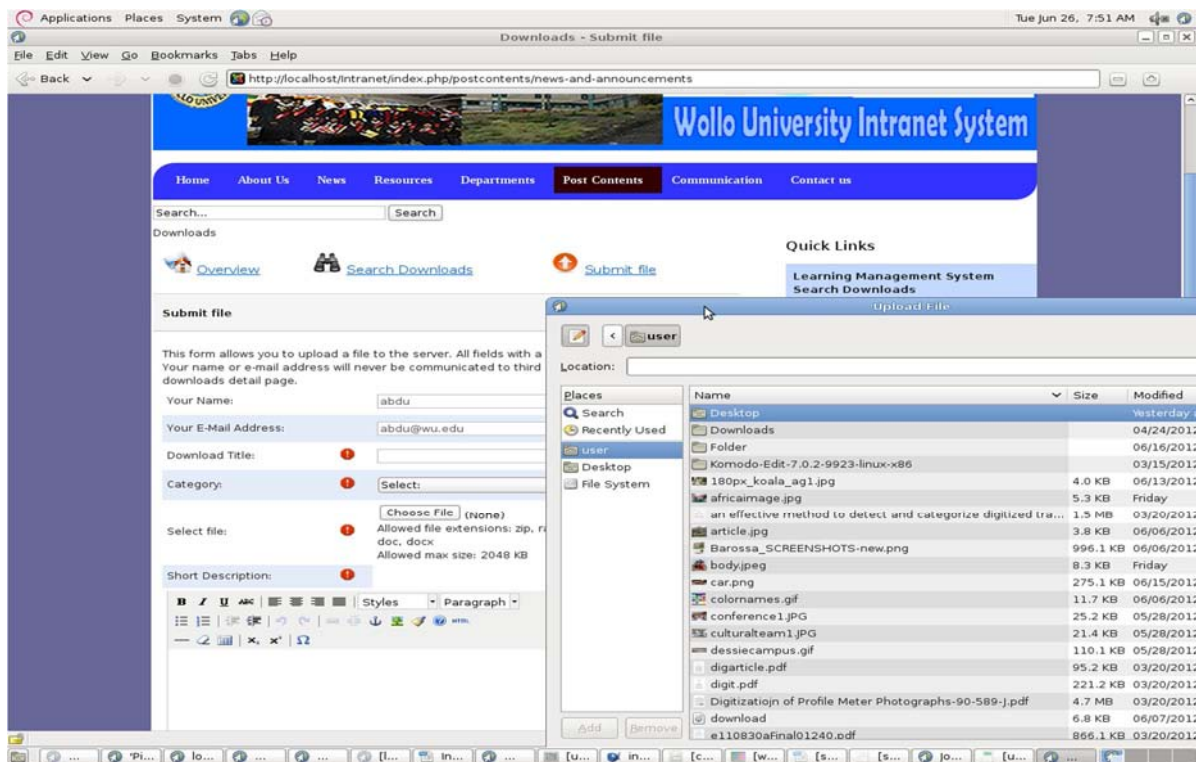 Applications Places System Tue Jun 26, 7:51 AM
Downloads - Submit file
File Edit View Go Bookmarks Tabs Help
Back http://localhost/Intranet/index.php/postcontents/news-and-announcements
Wollo University Intranet System
Home About Us News Resources Departments Post Contents Communication Contact us
Search... Search
Downloads
Overview Search Downloads Submit file
Quick Links
Learning Management System
Search Downloads
Submit file
This form allows you to upload a file to the server. All fields with a
Your name or e-mail address will never be communicated to third
downloads detail page.
Your Name: abdu
Your E-Mail Address: abdu@wu.edu
Download Title:
Category: Select:
Select file: Choose File (None)
Allowed file extensions: zip,
doc, docx
Allowed max size: 2048 KB
Short Description:
B I U ABC Styles Paragraph
HTML
Upload File
user
Location:
Places
Search
Recently Used
user
Desktop
File System
Name Size Modified
Desktop Yesterday
Downloads 04/24/2012
Folder 06/16/2012
Komodo-Edit-7.0.2-9923-linux-x86 03/15/2012
180px_koala_ag1.jpg 4.0 KB 06/13/2012
africaimage.jpg 5.3 KB Friday
an effective method to detect and categorize digitized tra... 1.5 MB 03/20/2012
article.jpg 3.8 KB 06/06/2012
Barossa_SCREENSHOTS-new.png 996.1 KB 06/06/2012
body.jpeg 8.3 KB Friday
car.png 275.1 KB 06/15/2012
colornames.gif 11.7 KB 06/06/2012
conference1.JPG 25.2 KB 05/28/2012
culturalteam1.JPG 21.4 KB 05/28/2012
dessiecampus.gif 110.1 KB 05/28/2012
digarticle.pdf 95.2 KB 03/20/2012
digit.pdf 221.2 KB 03/20/2012
Digitizatiojn of Profile Meter Photographs-90-589-J.pdf 4.7 MB 03/20/2012
download 6.8 KB 06/07/2012
e110830aFinal01240.pdf 866.1 KB 03/20/2012
Add Remove
... 'Pi... lo... ... ... [l... In... ... [u... in... [c... [w... [s... [s... Jo... [u... ...